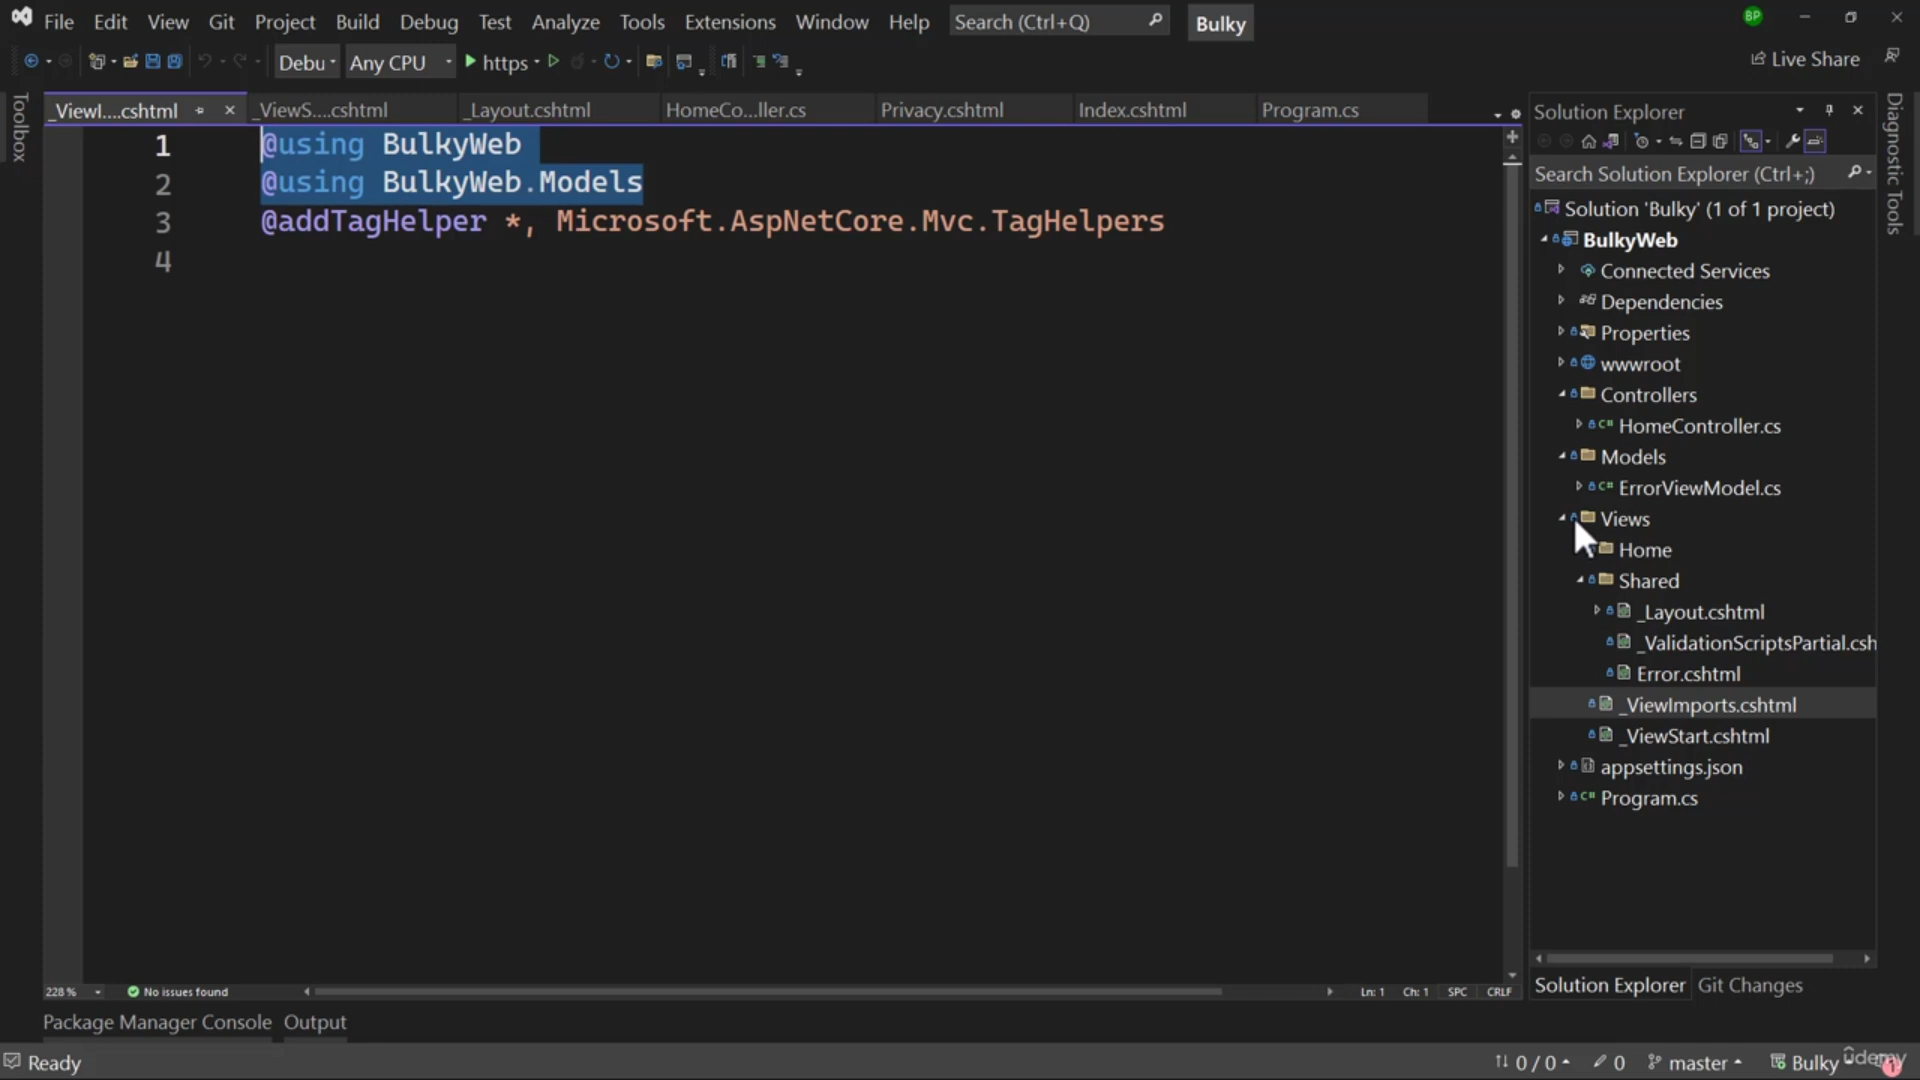 File Edit View Git Project Build Debug Test Analyze Tools Extensions Window Help Search (Ctrl+Q) Bulky BP
Debu Any CPU https Live Share
Toolbox
_ViewI....cshtml _ViewS....cshtml _Layout.cshtml HomeCo...ller.cs Privacy.cshtml Index.cshtml Program.cs
1 @using BulkyWeb
2 @using BulkyWeb.Models
3 @addTagHelper *, Microsoft.AspNetCore.Mvc.TagHelpers
4
Solution Explorer
Search Solution Explorer (Ctrl+;)
Solution 'Bulky' (1 of 1 project)
BulkyWeb
Connected Services
Dependencies
Properties
wwwroot
Controllers
C# HomeController.cs
Models
C# ErrorViewModel.cs
Views
Home
Shared
_Layout.cshtml
_ValidationScriptsPartial.csh
Error.cshtml
_ViewImports.cshtml
_ViewStart.cshtml
appsettings.json
C# Program.cs
Diagnostic Tools
228 % No issues found Ln: 1 Ch: 1 SPC CRLF
Solution Explorer Git Changes
Package Manager Console Output
Ready 0 / 0 0 master Bulky 1
udemy